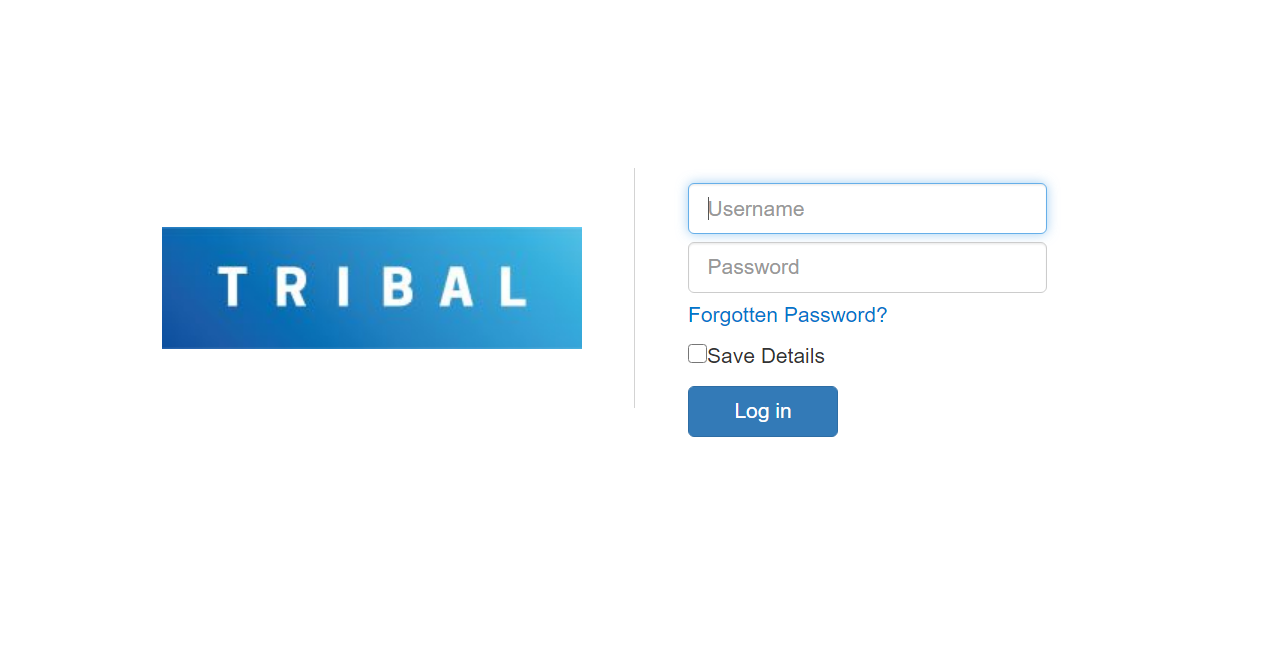 TRIBAL
Username
Password
Forgotten Password?
Save Details
Log in